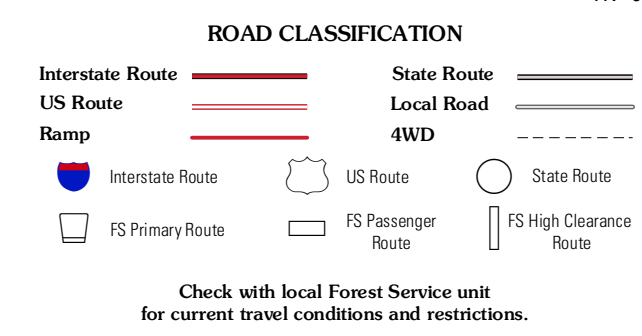 ROAD CLASSIFICATION
Interstate Route
State Route
US Route
Local Road
Ramp
4WD
Interstate Route
US Route
State Route
FS Primary Route
FS Passenger
Route
FS High Clearance
Route
Check with local Forest Service unit
for current travel conditions and restrictions.